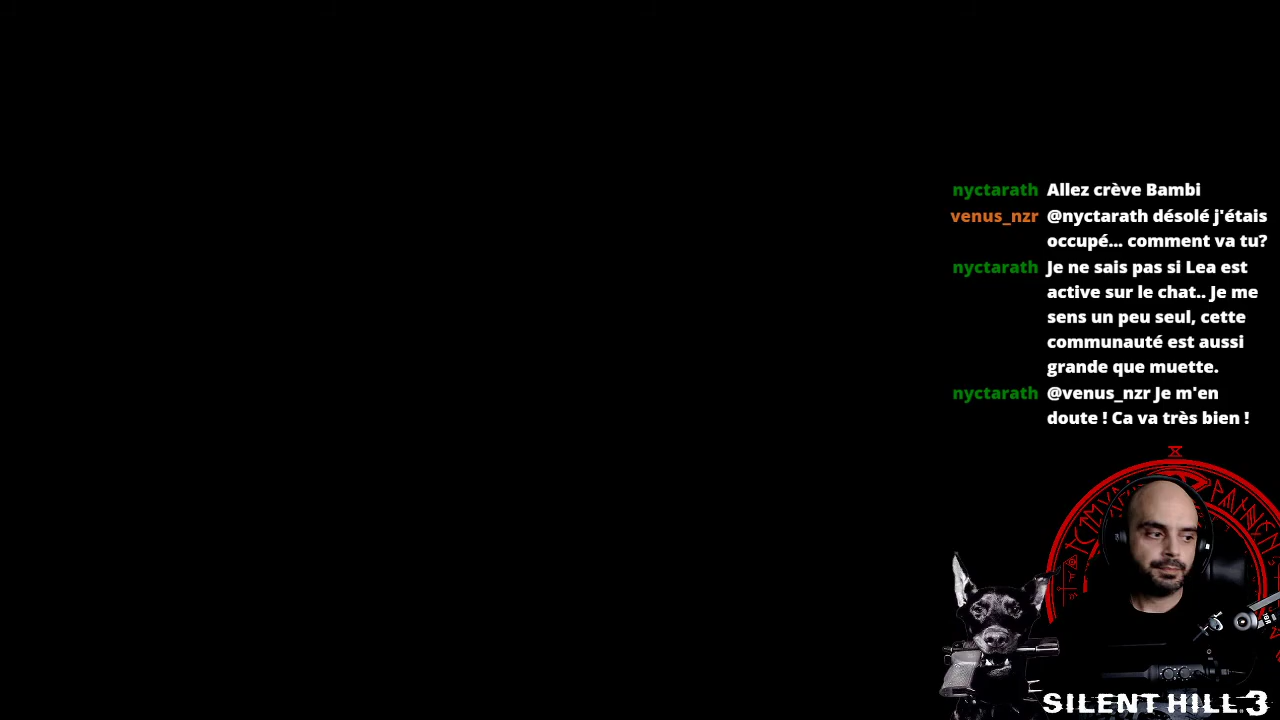 nyctarath Allez crève Bambi
venus_nzr @nyctarath désolé j'étais
occupé... comment va tu?
nyctarath Je ne sais pas si Lea est
active sur le chat.. Je me
sens un peu seul, cette
communauté est aussi
grande que muette.
nyctarath @venus_nzr Je m'en
doute ! Ca va très bien !
SILENT HILL 3